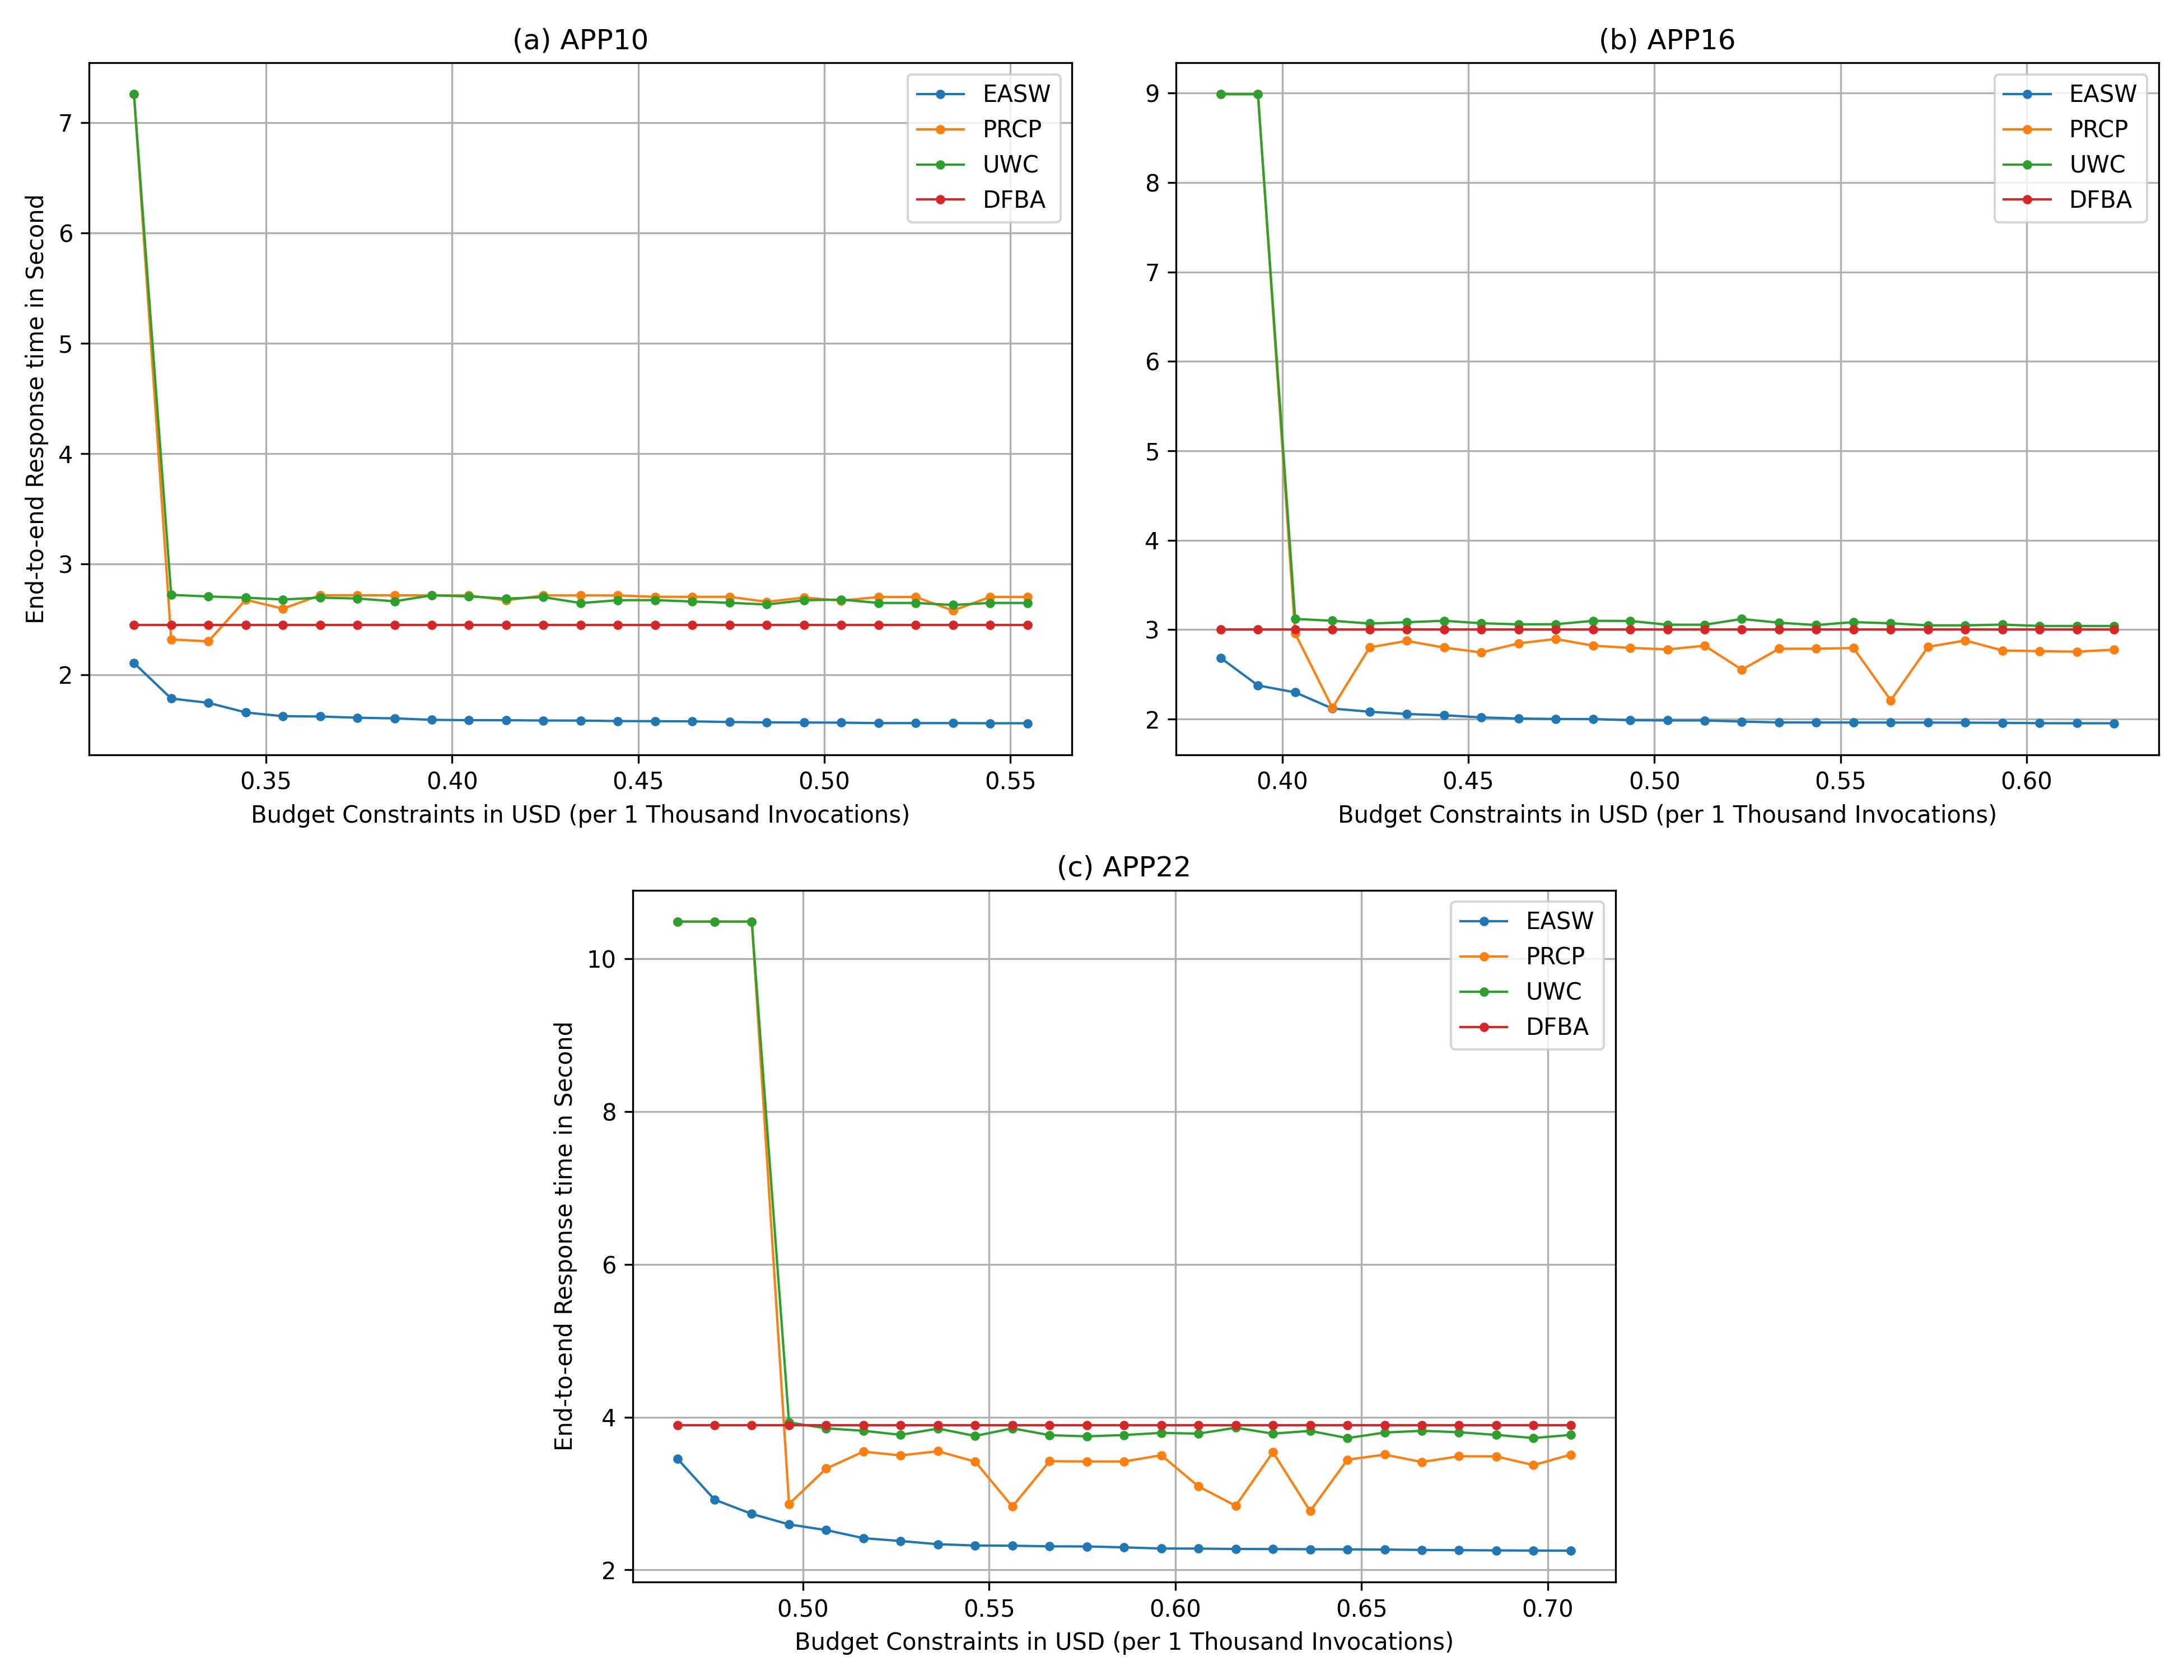 (a) APP10
End-to-end Response time in Second
7
6
5
4
3
2
EASW
PRCP
UWC
DFBA
0.35 0.40 0.45 0.50 0.55
Budget Constraints in USD (per 1 Thousand Invocations)
(b) APP16
9
8
7
6
5
4
3
2
EASW
PRCP
UWC
DFBA
0.40 0.45 0.50 0.55 0.60
Budget Constraints in USD (per 1 Thousand Invocations)
(c) APP22
End-to-end Response time in Second
10
8
6
4
2
EASW
PRCP
UWC
DFBA
0.50 0.55 0.60 0.65 0.70
Budget Constraints in USD (per 1 Thousand Invocations)